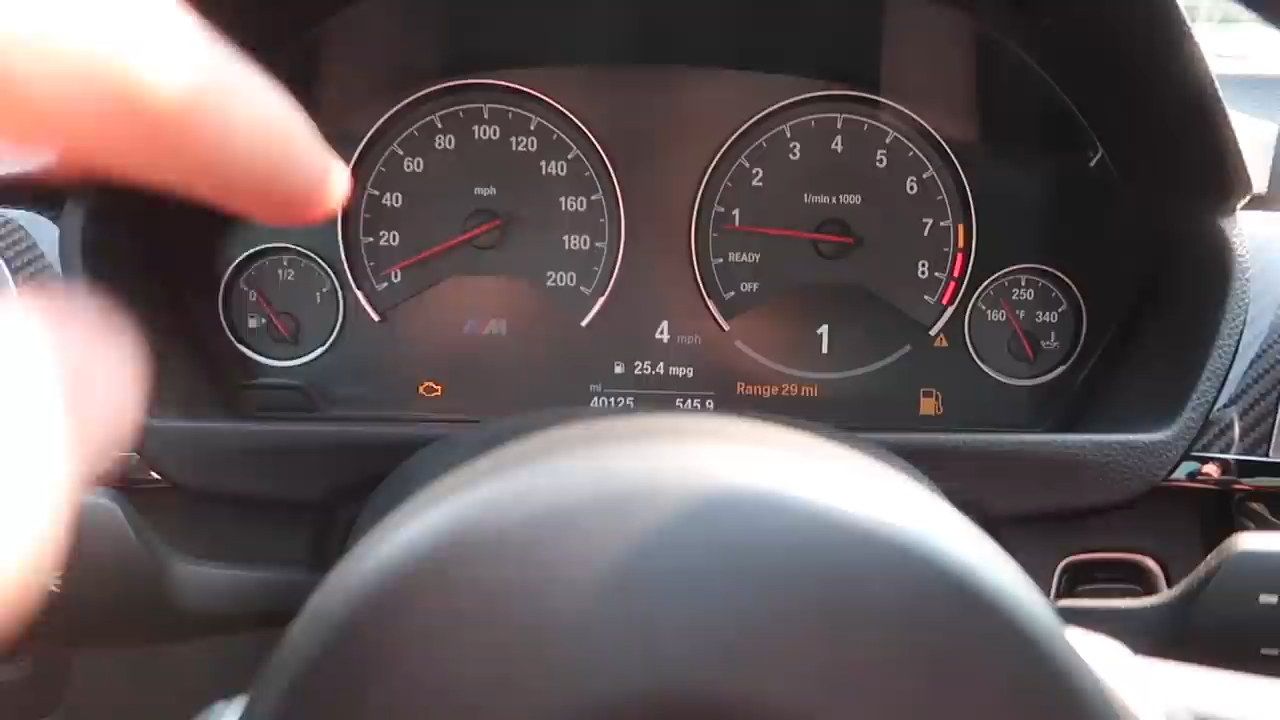 0
20
40
60
80
100
120
140
160
180
200
mph
0
1/2
1
M
4 mph
25.4 mpg
mi
40125 545.9
OFF
READY
1
2
3
4
5
6
7
8
1/min x 1000
1
Range 29 mi
160
250
340
°F